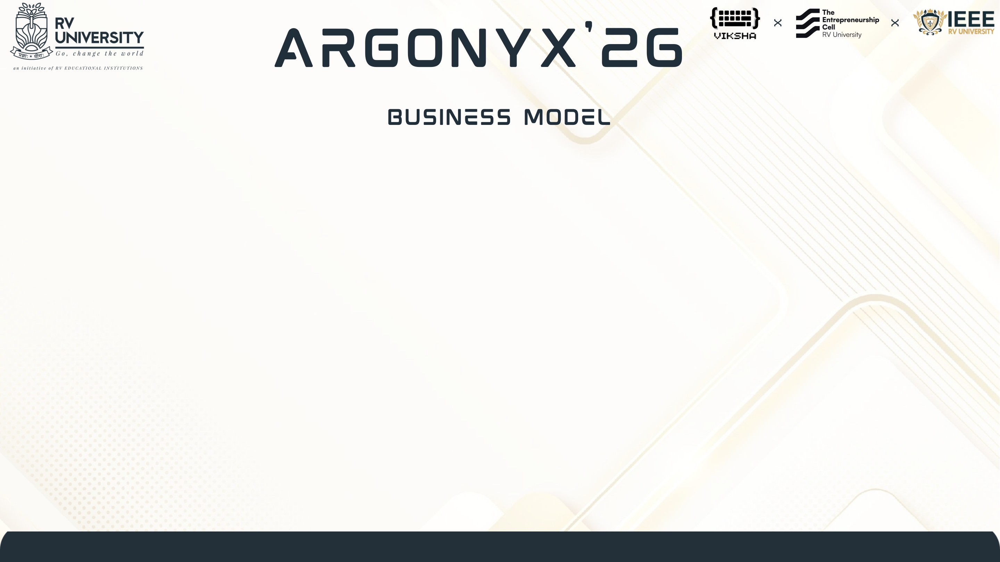 RV
UNIVERSITY
Go, change the world
प्रज्ञाः ★ धीराः
an initiative of RV EDUCATIONAL INSTITUTIONS
ARGONYX'26
VIKSHA
X
The
Entrepreneurship
Cell
RV University
X
IEEE
RV UNIVERSITY
BUSINESS MODEL